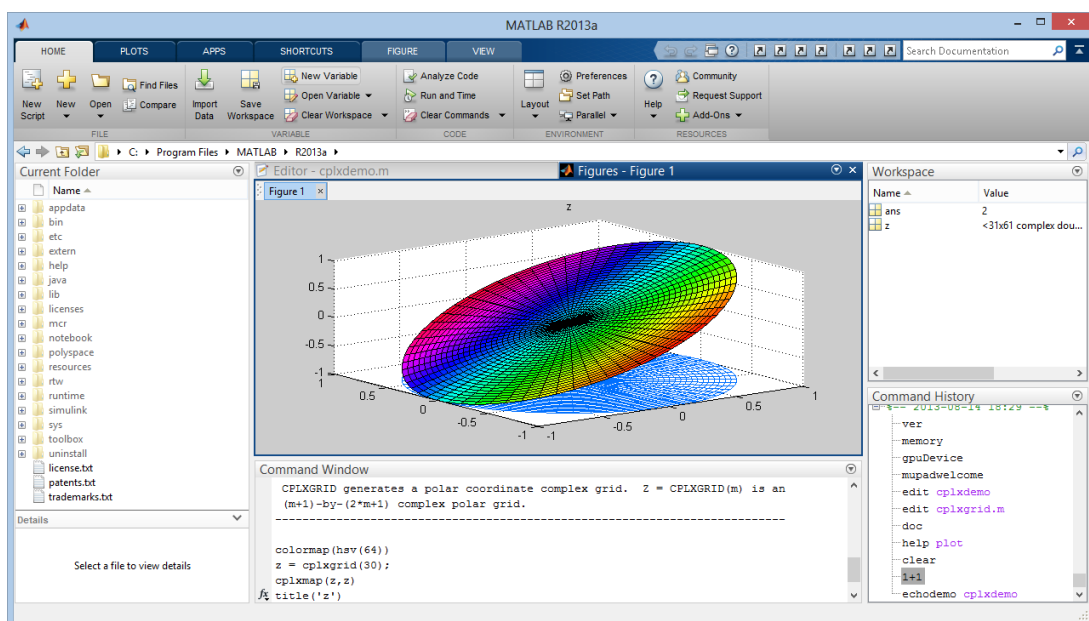 MATLAB R2013a
HOME PLOTS APPS SHORTCUTS FIGURE VIEW
Search Documentation
New Script
New
Open
Find Files
Compare
Import Data
Save Workspace
New Variable
Open Variable
Clear Workspace
Analyze Code
Run and Time
Clear Commands
Layout
Preferences
Set Path
Parallel
Help
Community
Request Support
Add-Ons
FILE VARIABLE CODE ENVIRONMENT RESOURCES
C: Program Files MATLAB R2013a
Current Folder
Name
appdata
bin
etc
extern
help
java
lib
licenses
mcr
notebook
polyspace
resources
rtw
runtime
simulink
sys
toolbox
uninstall
license.txt
patents.txt
trademarks.txt
Details
Select a file to view details
Editor - cplxdemo.m
Figures - Figure 1
Figure 1
z
1
0.5
0
-0.5
-1
1
0.5
0
-0.5
-1
-1
-0.5
0
0.5
1
Command Window
CPLXGRID generates a polar coordinate complex grid. Z = CPLXGRID(m) is an
(m+1)-by-(2*m+1) complex polar grid.
--------------------------------------------------------------------------
colormap(hsv(64))
z = cplxgrid(30);
cplxmap(z,z)
fx title('z')
Workspace
Name Value
ans 2
z <31x61 complex dou...
Command History
%-- 2013-08-14 18:29 --%
ver
memory
gpuDevice
mupadwelcome
edit cplxdemo
edit cplxgrid.m
doc
help plot
clear
1+1
echodemo cplxdemo